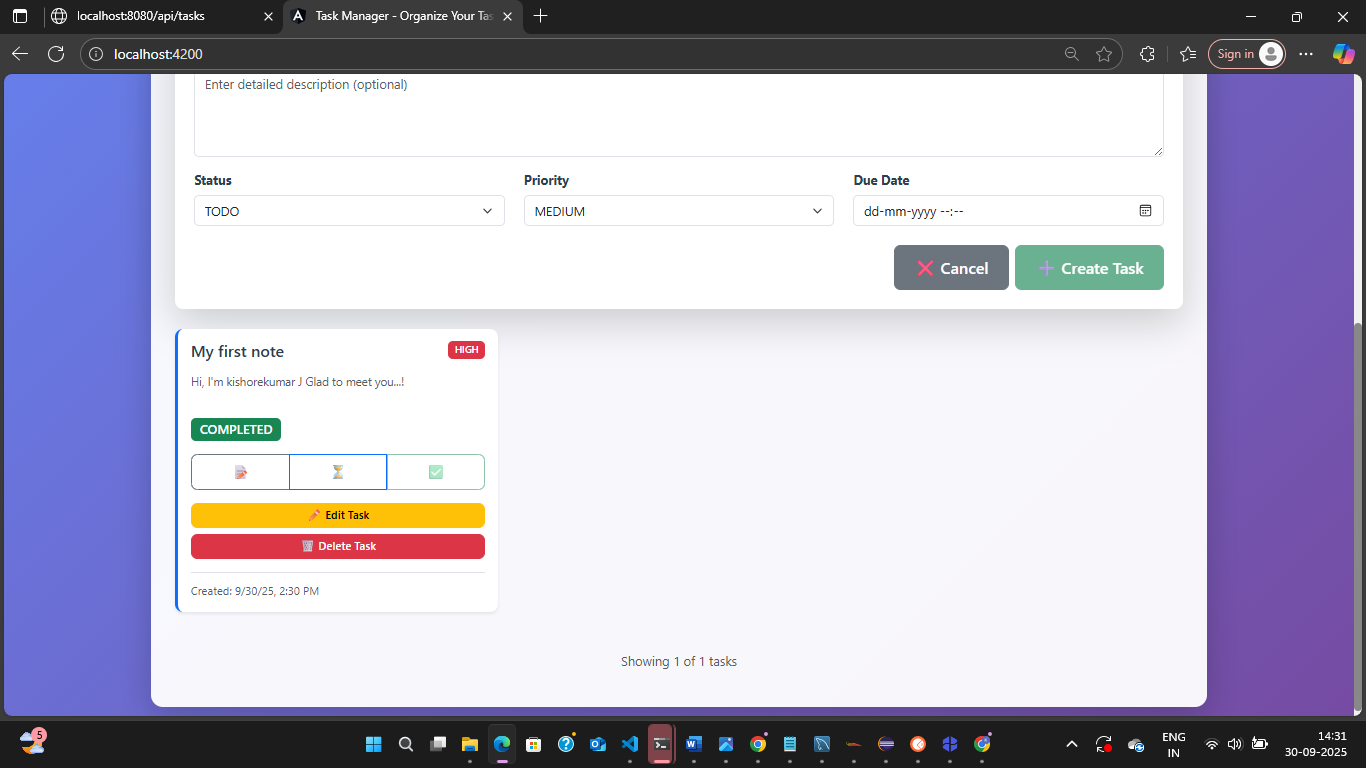 localhost:8080/api/tasks
Task Manager - Organize Your Tas
localhost:4200
Sign in
Enter detailed description (optional)
Status
Priority
Due Date
TODO
MEDIUM
dd-mm-yyyy --:--
Cancel
Create Task
My first note
HIGH
Hi, I'm kishorekumar J Glad to meet you...!
COMPLETED
Edit Task
Delete Task
Created: 9/30/25, 2:30 PM
Showing 1 of 1 tasks
5
ENG
IN
14:31
30-09-2025